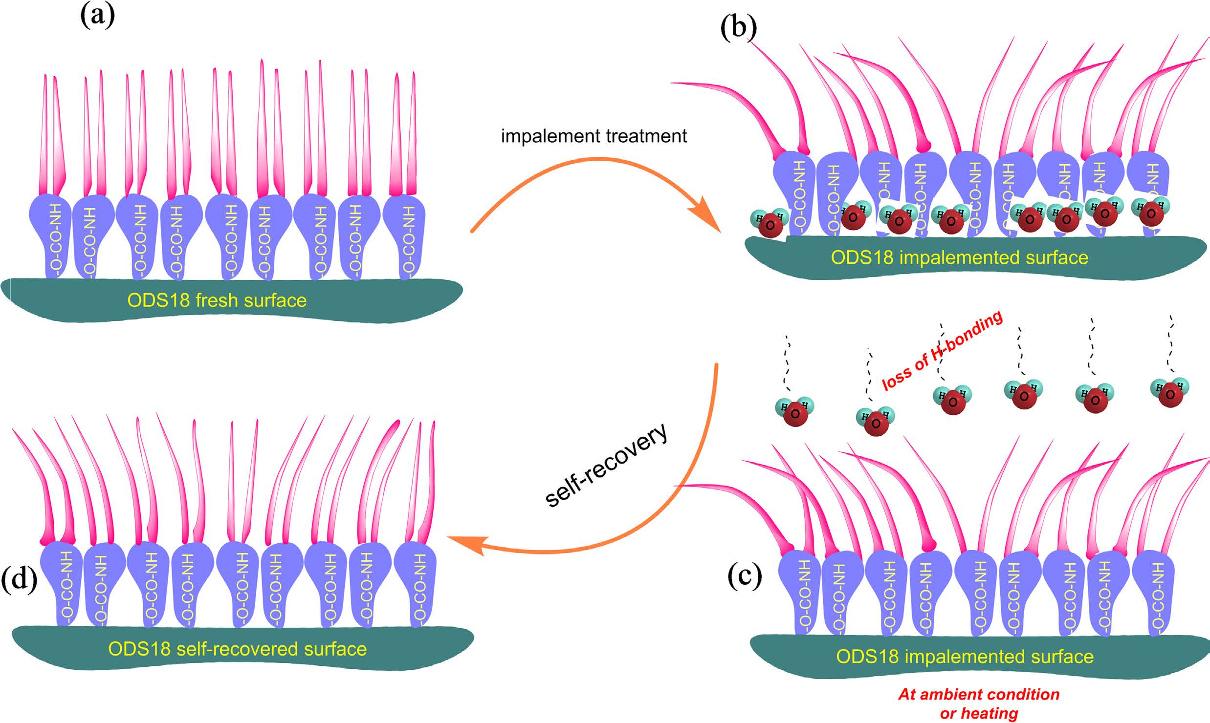 (a)
-O-CO-NH
-O-CO-NH
-O-CO-NH
-O-CO-NH
-O-CO-NH
-O-CO-NH
-O-CO-NH
-O-CO-NH
-O-CO-NH
ODS18 fresh surface
impalement treatment
(b)
O-CO-NH
O-CO-NH
CO-NH
CO-NH
O-CO-NH
CO-NH
CO-NH
CO-NH
CO-NH
H O H
H O H
H O H
H O H
H O H
H O H
H O H
H O H
ODS18 impalemented surface
loss of H-bonding
H O H
H O H
H O H
H O H
H O H
H O H
self-recovery
(c)
-O-CO-NH
-O-CO-NH
-O-CO-NH
-O-CO-NH
-O-CO-NH
-O-CO-NH
-O-CO-NH
-O-CO-NH
-O-CO-NH
ODS18 impalemented surface
At ambient condition
or heating
(d)
-O-CO-NH
-O-CO-NH
-O-CO-NH
-O-CO-NH
-O-CO-NH
-O-CO-NH
-O-CO-NH
-O-CO-NH
-O-CO-NH
ODS18 self-recovered surface